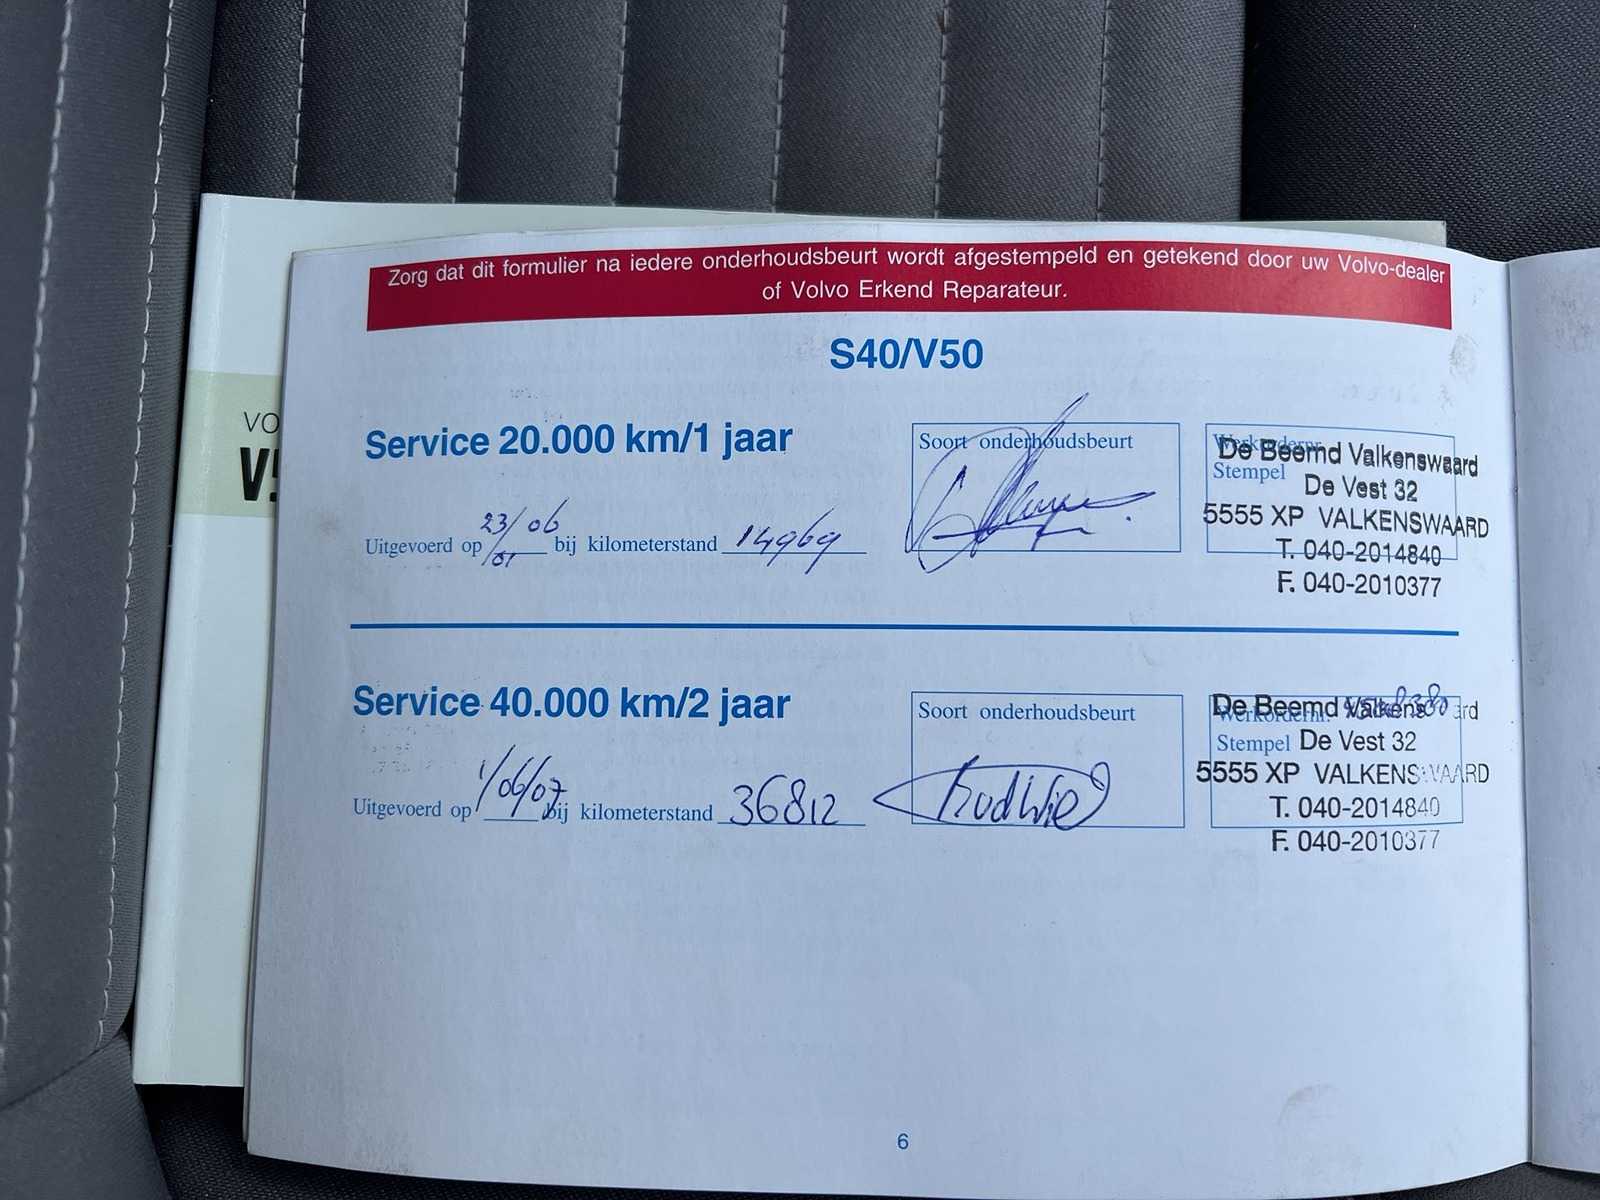 Zorg dat dit formulier na iedere onderhoudsbeurt wordt afgestempeld en getekend door uw Volvo-dealer
of Volvo Erkend Reparateur.
S40/V50
VO
Service 20.000 km/1 jaar
Soort onderhoudsbeurt
Werkordernr.
De Beemd Valkenswaard
Stempel
De Vest 32
5555 XP VALKENSWAARD
T. 040-2014840
F. 040-2010377
Uitgevoerd op 23/01/06 bij kilometerstand 14969
Service 40.000 km/2 jaar
Soort onderhoudsbeurt
Werkordernr.
De Beemd Valkenswaard
Stempel
De Vest 32
5555 XP VALKENSWAARD
T. 040-2014840
F. 040-2010377
Uitgevoerd op 1/06/07 bij kilometerstand 36812
6